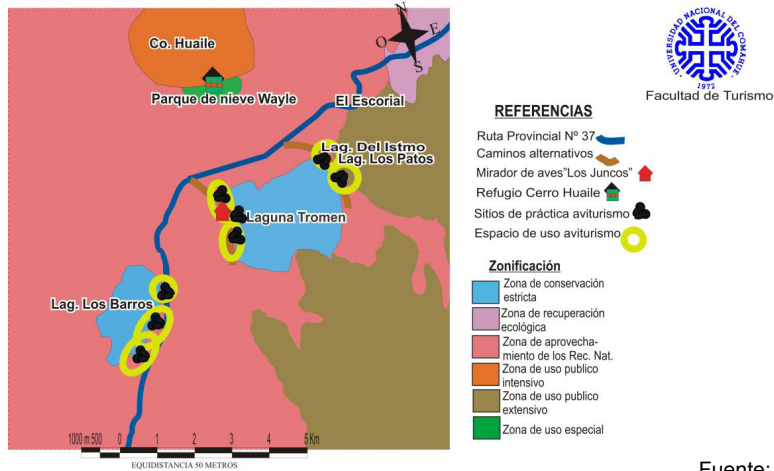 N
O
E
S
Co. Huaile
Parque de nieve Wayle
El Escorial
Lag. Del Istmo
Lag. Los Patos
Laguna Tromen
Lag. Los Barros
1000 m 500 0 1 2 3 4 5 Km
EQUIDISTANCIA 50 METROS
UNIVERSIDAD NACIONAL DEL COMAHUE
1972
Facultad de Turismo
REFERENCIAS
Ruta Provincial Nº 37
Caminos alternativos
Mirador de aves"Los Juncos"
Refugio Cerro Huaile
Sitios de práctica aviturismo
Espacio de uso aviturismo
Zonificación
Zona de conservación
estricta
Zona de recuperación
ecológica
Zona de aprovecha-
miento de los Rec. Nat.
Zona de uso publico
intensivo
Zona de uso publico
extensivo
Zona de uso especial
Fuente: